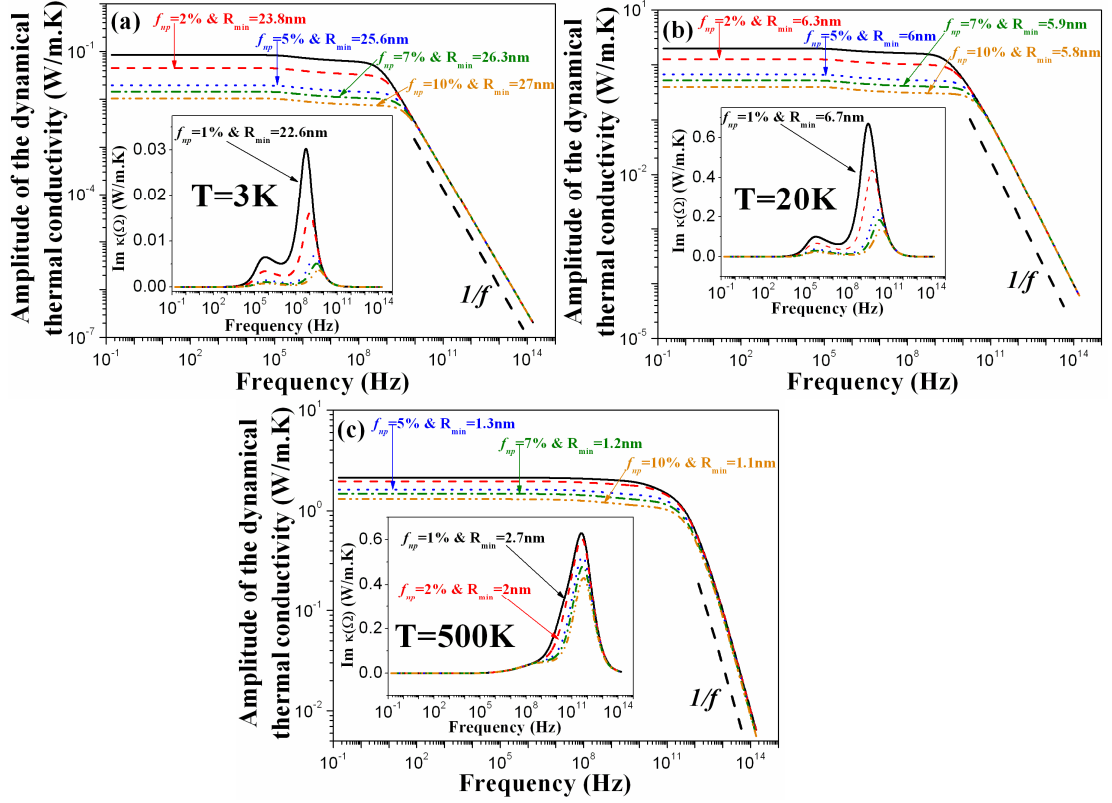 (a)
f_np=2% & R_min=23.8nm
f_np=5% & R_min=25.6nm
f_np=7% & R_min=26.3nm
f_np=10% & R_min=27nm
Amplitude of the dynamical
thermal conductivity (W/m.K)
10^-1
10^-4
10^-7
f_np=1% & R_min=22.6nm
T=3K
Im κ(Ω) (W/m.K)
0.03
0.02
0.01
0.00
10^-1 10^2 10^5 10^8 10^11 10^14
Frequency (Hz)
1/f
10^-1 10^2 10^5 10^8 10^11 10^14
Frequency (Hz)
(b)
f_np=2% & R_min=6.3nm
f_np=7% & R_min=5.9nm
f_np=5% & R_min=6nm
f_np=10% & R_min=5.8nm
Amplitude of the dynamical
thermal conductivity (W/m.K)
10^1
10^-2
10^-5
f_np=1% & R_min=6.7nm
T=20K
Im κ(Ω) (W/m.K)
0.6
0.4
0.2
0.0
10^-1 10^2 10^5 10^8 10^11 10^14
Frequency (Hz)
1/f
10^-1 10^2 10^5 10^8 10^11 10^14
Frequency (Hz)
(c)
f_np=5% & R_min=1.3nm
f_np=7% & R_min=1.2nm
f_np=10% & R_min=1.1nm
Amplitude of the dynamical
thermal conductivity (W/m.K)
10^1
10^0
10^-1
10^-2
f_np=1% & R_min=2.7nm
f_np=2% & R_min=2nm
T=500K
Im κ(Ω) (W/m.K)
0.6
0.4
0.2
0.0
10^-1 10^2 10^5 10^8 10^11 10^14
Frequency (Hz)
1/f
10^-1 10^2 10^5 10^8 10^11 10^14
Frequency (Hz)